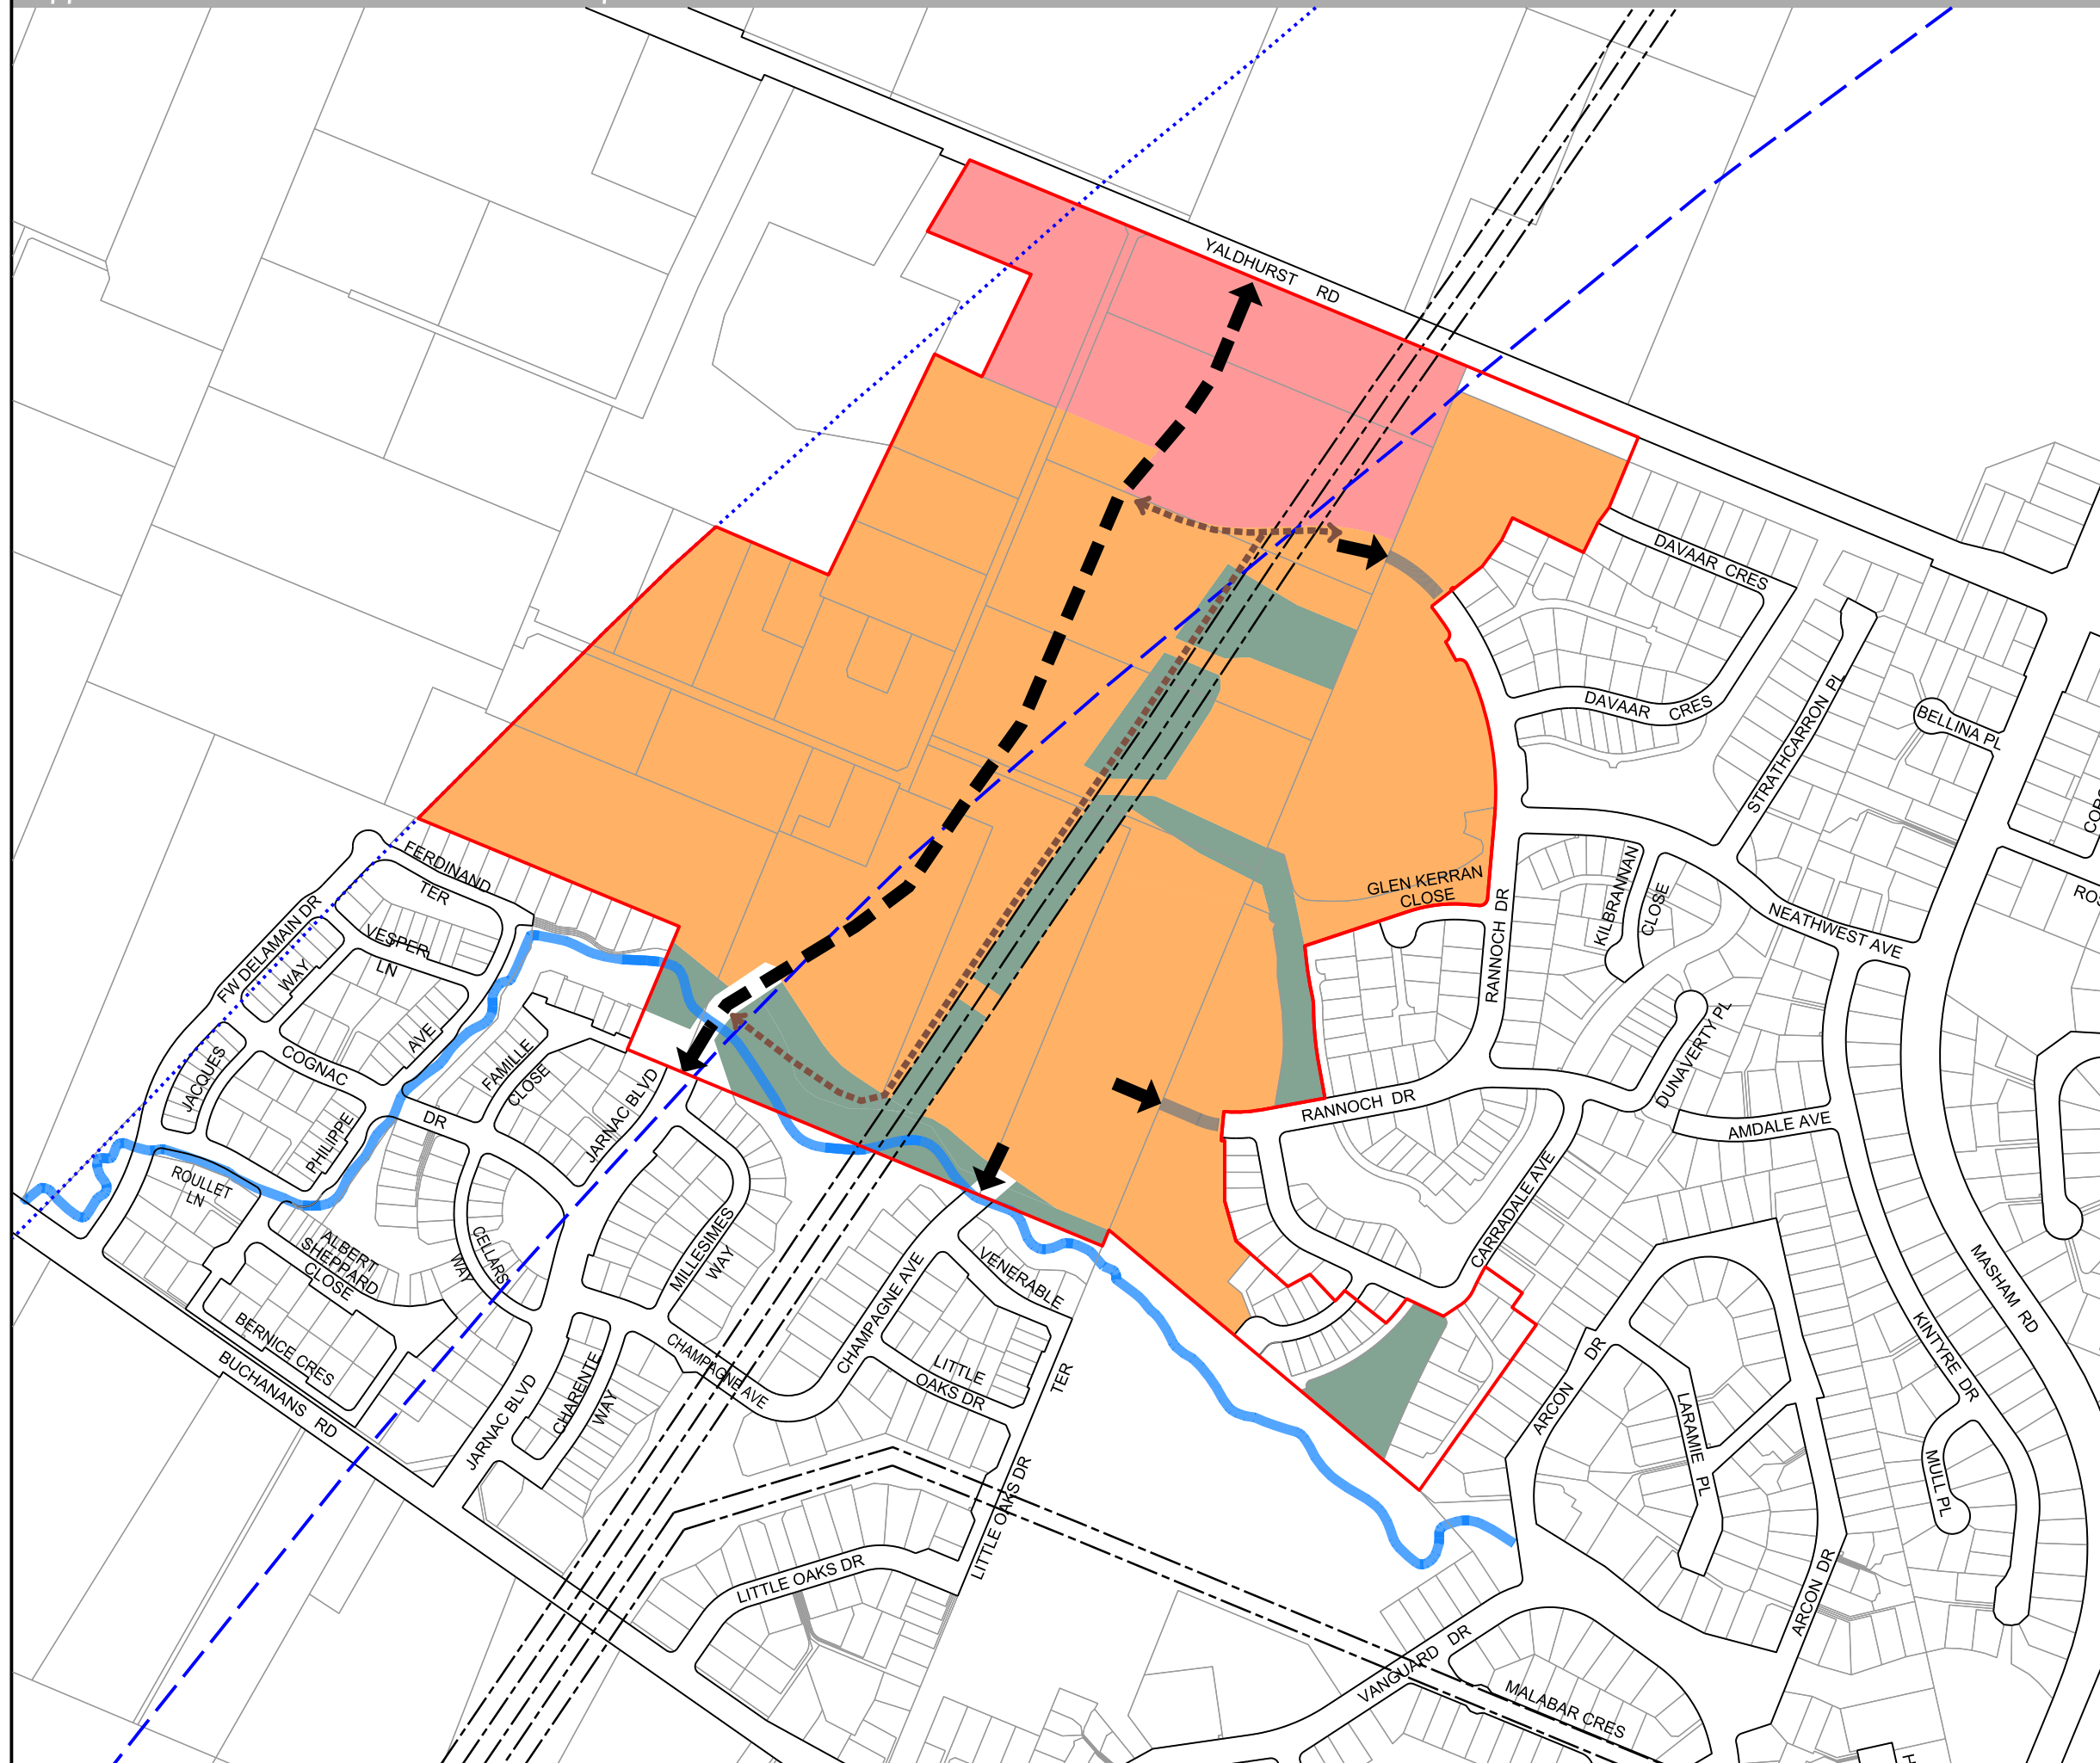 YALDHURST RD
DAVAAR CRES
DAVAAR CRES
STRATHCARRON PL
BELLINA PL
GLEN KERRAN
CLOSE
RANNOCH DR
KILBRANNAN
CLOSE
NEATHWEST AVE
FERDINAND
TER
FW DELAMAIN DR
VESPER
LN
WAY
AVE
COGNAC
JACQUES
FAMILLE
CLOSE
JARNAC BLVD
DR
PHILIPPE
ROULLET
LN
DUNAVERTY PL
RANNOCH DR
AMDALE AVE
CARRADALE AVE
ALBERT
SHEPPARD
CLOSE
CELLARS
WAY
MILLESIMES
WAY
VENERABLE
TER
CHAMPAGNE AVE
CHAMPAGNE AVE
LITTLE
OAKS DR
BERNICE CRES
BUCHANANS RD
JARNAC BLVD
CHARENTE
WAY
MASHAM RD
KINTYRE DR
ARCON DR
LARAMIE PL
MULL PL
LITTLE OAKS DR
LITTLE OAKS DR
ARCON DR
VANGUARD DR
MALABAR CRES